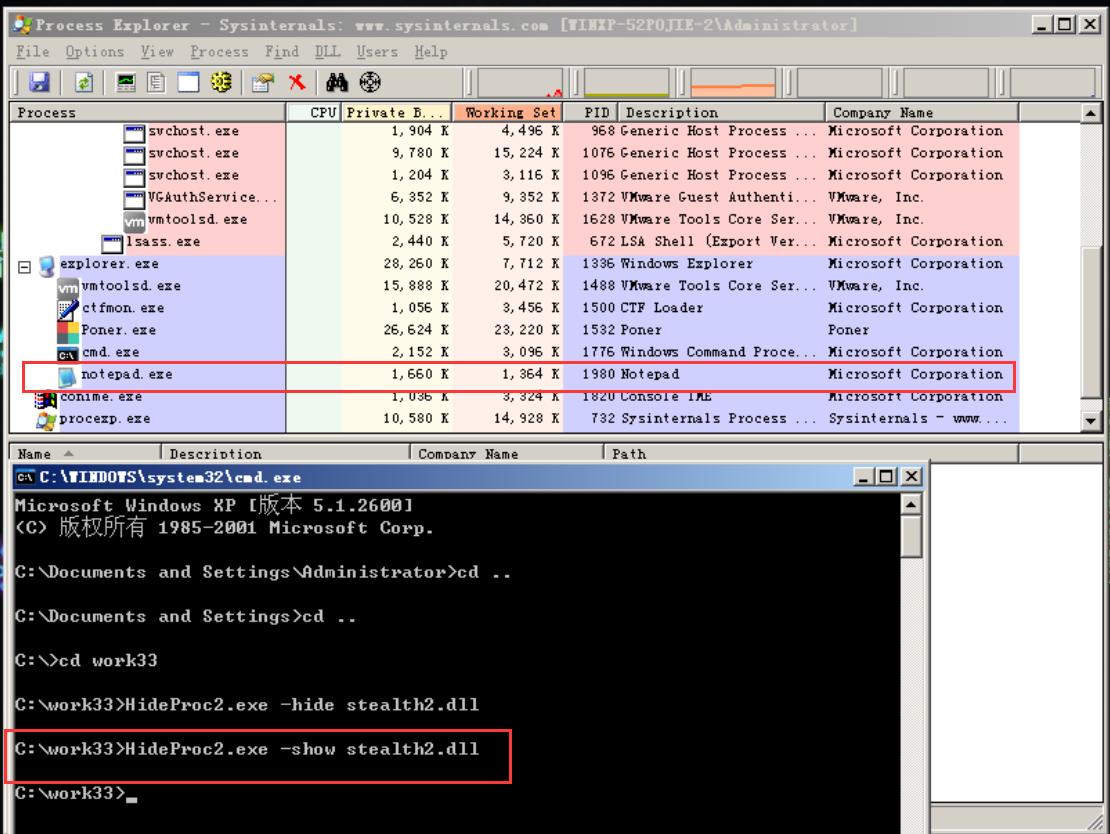 Process Explorer - Sysinternals: www.sysinternals.com [WINXP-52POJIE-2\Administrator]
File Options View Process Find DLL Users Help
Process CPU Private B... Working Set PID Description Company Name
svchost.exe 1,904 K 4,496 K 968 Generic Host Process ... Microsoft Corporation
svchost.exe 9,780 K 15,224 K 1076 Generic Host Process ... Microsoft Corporation
svchost.exe 1,204 K 3,116 K 1096 Generic Host Process ... Microsoft Corporation
VGAuthService... 6,352 K 9,352 K 1372 VMware Guest Authenti... VMware, Inc.
vm vmtoolsd.exe 10,528 K 14,360 K 1628 VMware Tools Core Ser... VMware, Inc.
lsass.exe 2,440 K 5,720 K 672 LSA Shell (Export Ver... Microsoft Corporation
explorer.exe 28,260 K 7,712 K 1336 Windows Explorer Microsoft Corporation
vm vmtoolsd.exe 15,888 K 20,472 K 1488 VMware Tools Core Ser... VMware, Inc.
ctfmon.exe 1,056 K 3,456 K 1500 CTF Loader Microsoft Corporation
Poner.exe 26,624 K 23,220 K 1532 Poner Poner
cmd.exe 2,152 K 3,096 K 1776 Windows Command Proce... Microsoft Corporation
notepad.exe 1,660 K 1,364 K 1980 Notepad Microsoft Corporation
conime.exe 1,036 K 3,324 K 1820 Console IME Microsoft Corporation
procexp.exe 10,580 K 14,928 K 732 Sysinternals Process ... Sysinternals - www....
Name Description Company Name Path
C:\WINDOWS\system32\cmd.exe
Microsoft Windows XP [版本 5.1.2600]
(C) 版权所有 1985-2001 Microsoft Corp.
C:\Documents and Settings\Administrator>cd ..
C:\Documents and Settings>cd ..
C:\>cd work33
C:\work33>HideProc2.exe -hide stealth2.dll
C:\work33>HideProc2.exe -show stealth2.dll
C:\work33>_